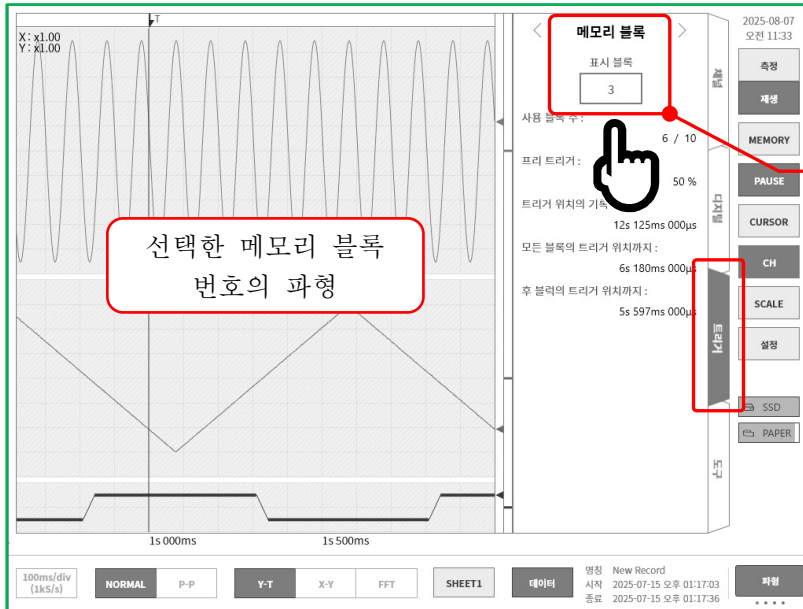 T
X: x1.00
Y: x1.00
선택한 메모리 블록
번호의 파형
1s000ms
1s500ms
메모리 블록
표시 블록
3
사용 블록 수 :
6 / 10
프리 트리거 :
50 %
트리거 위치의 기록
12s 125ms 000µs
모든 블록의 트리거 위치까지 :
6s 180ms 000µs
후 블럭의 트리거 위치까지 :
5s 597ms 000µs
채널
디지털
트리거
도구
2025-08-07
오전 11:33
측정
재생
MEMORY
PAUSE
CURSOR
CH
SCALE
설정
SSD
PAPER
100ms/div
(1kS/s)
NORMAL
P-P
Y-T
X-Y
FFT
SHEET1
데이터
명칭 New Record
시작 2025-07-15 오후 01:17:03
종료 2025-07-15 오후 01:17:36
파형